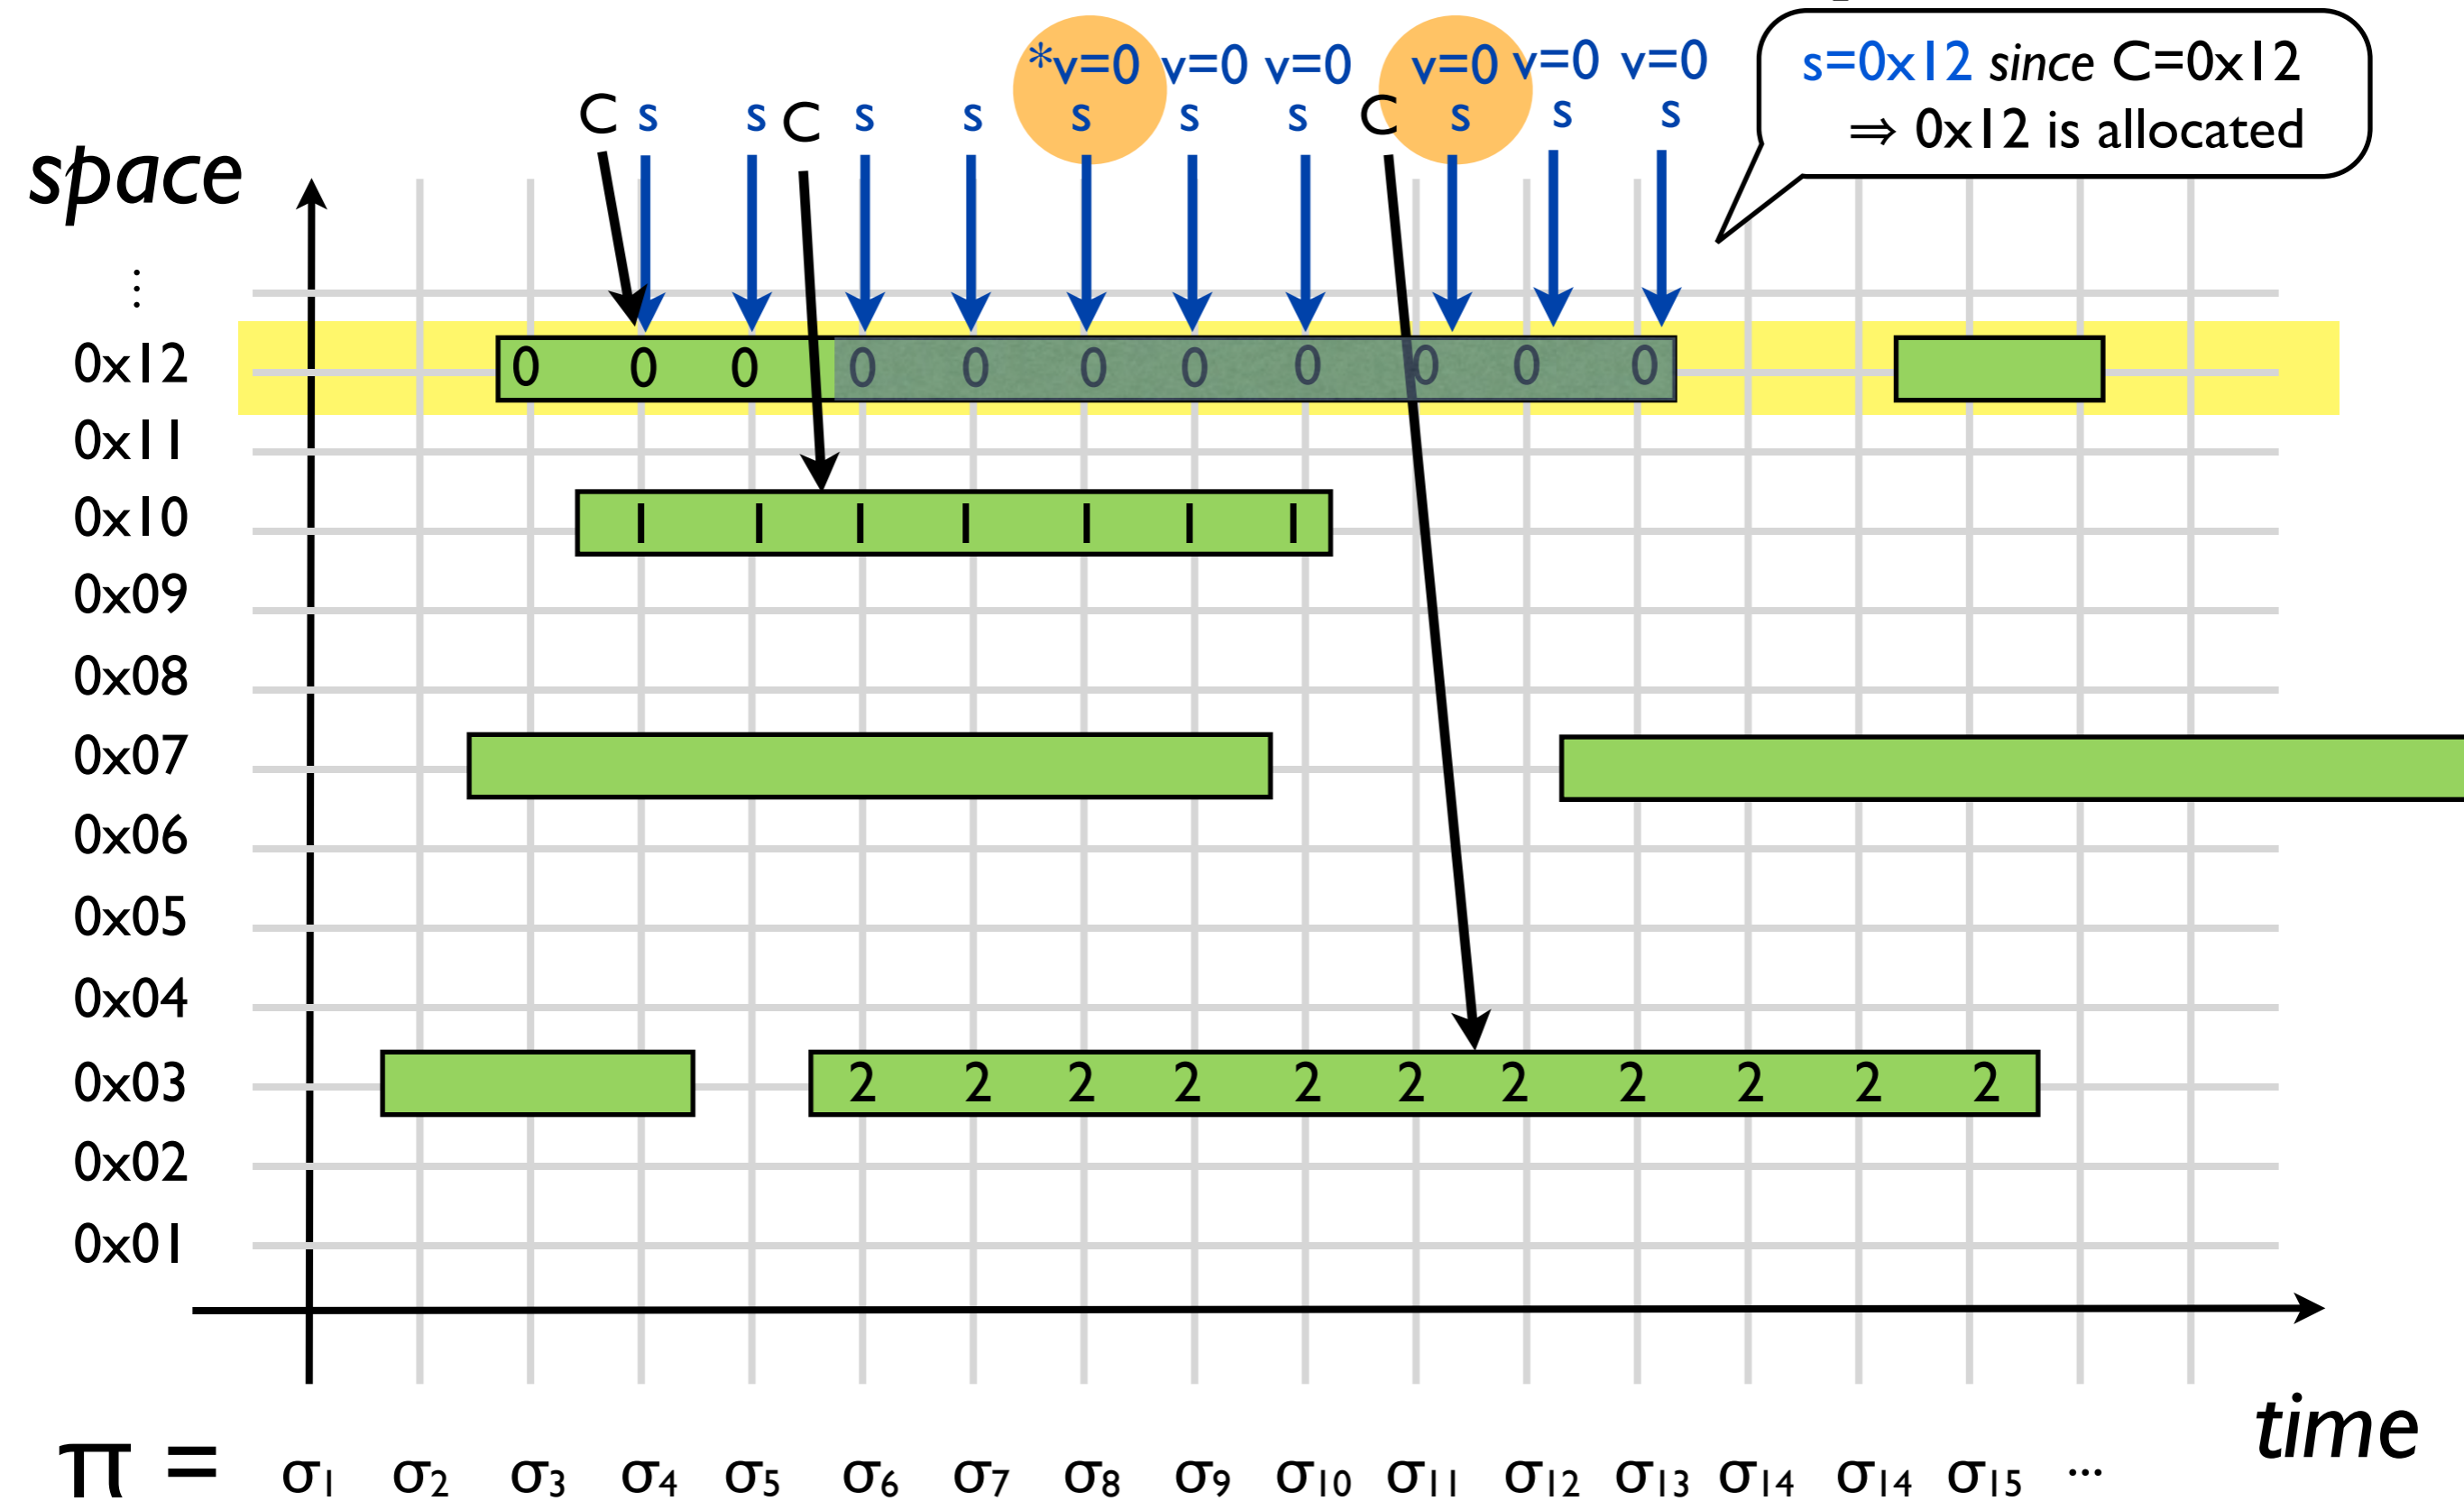 *v=0 v=0 v=0 v=0 v=0 v=0
C s s C s s s s s C s s s
s=0x12 since C=0x12
⇒ 0x12 is allocated
space
⋮
0x12 0 0 0 0 0 0 0 0 0 0 0
0x11
0x10 1 1 1 1 1 1 1
0x09
0x08
0x07
0x06
0x05
0x04
0x03 2 2 2 2 2 2 2 2 2 2 2
0x02
0x01
time
π = σ1 σ2 σ3 σ4 σ5 σ6 σ7 σ8 σ9 σ10 σ11 σ12 σ13 σ14 σ14 σ15 ...